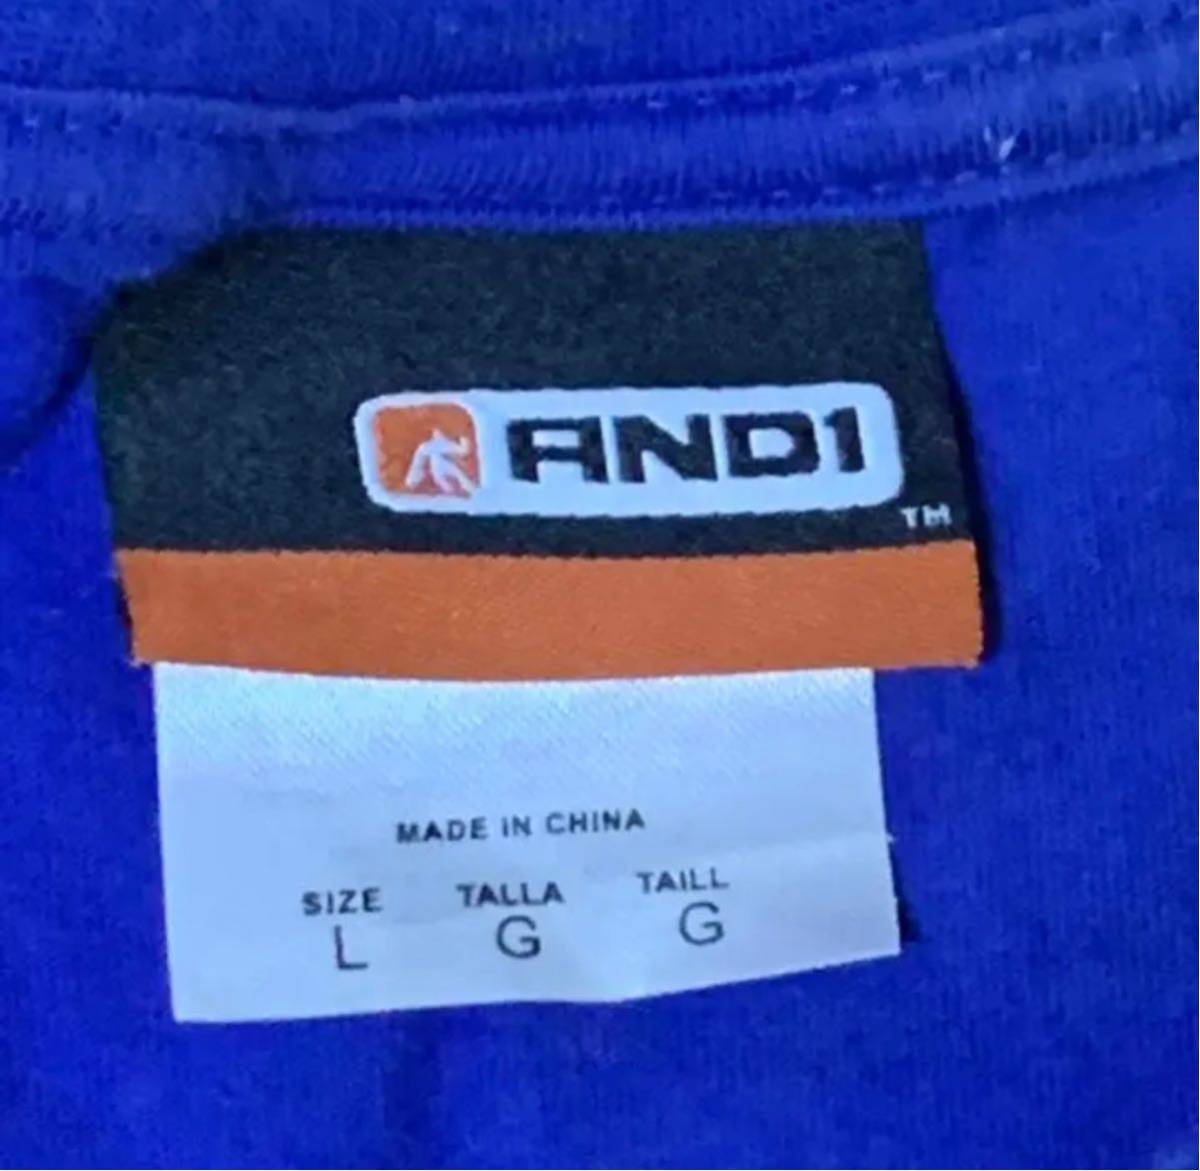 AND1
TM
MADE IN CHINA
SIZE TALLA TAILL
L G G